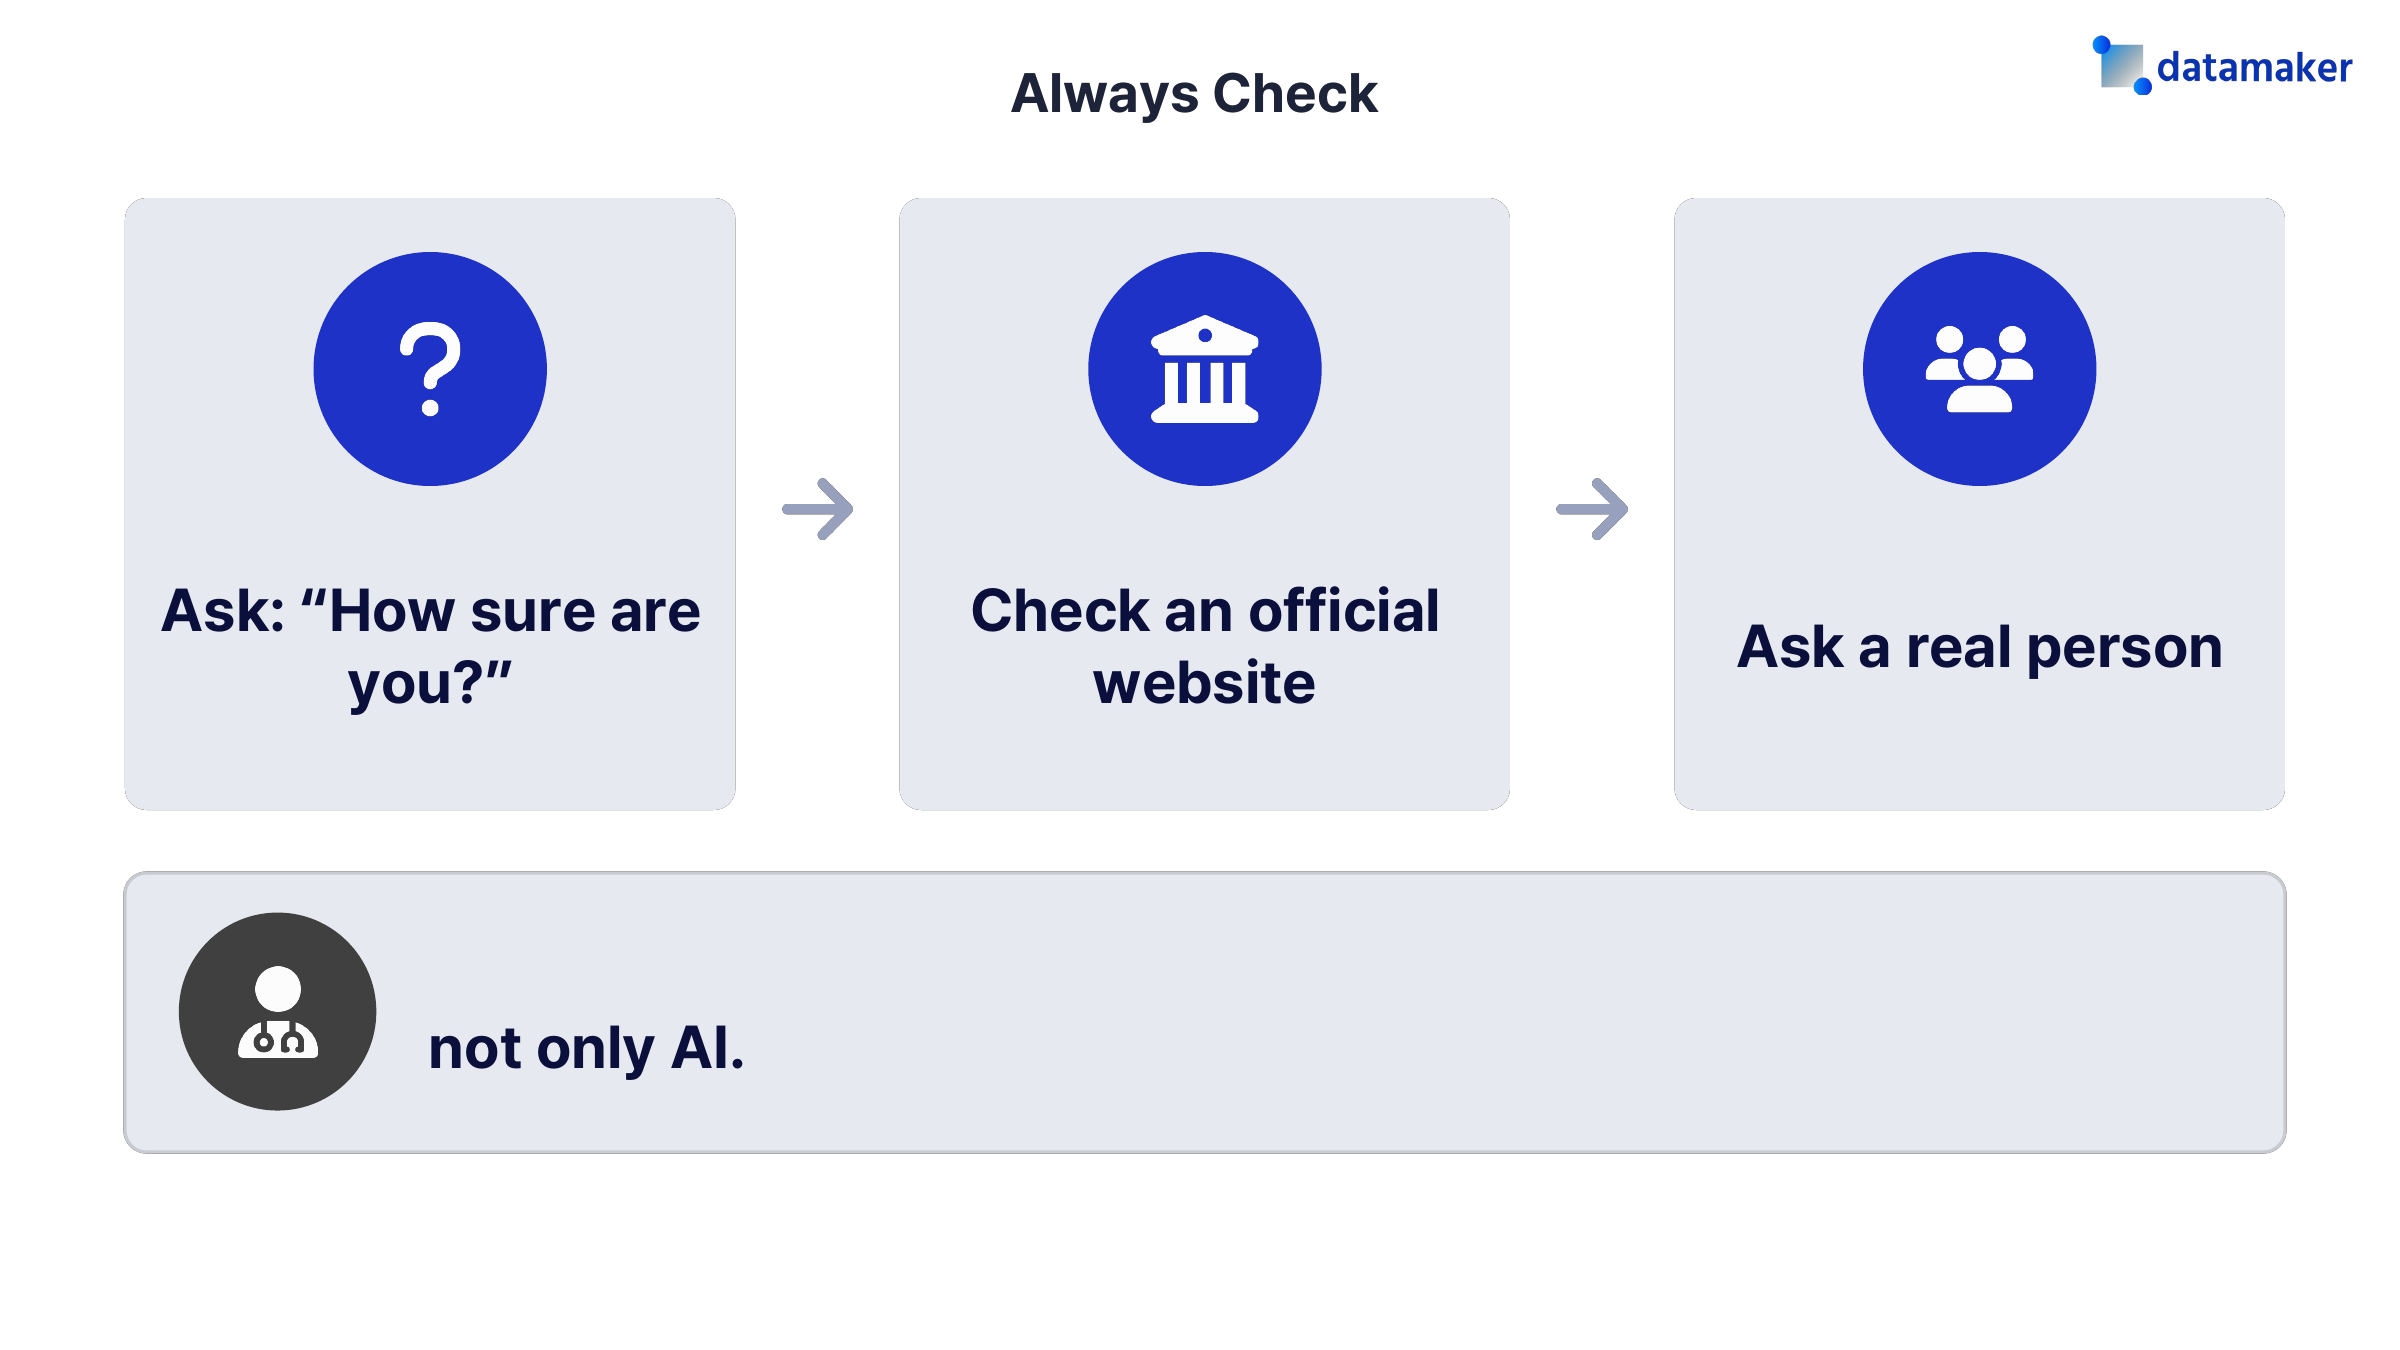 datamaker
Always Check
Ask: “How sure are
you?”
Check an official
website
Ask a real person
not only AI.